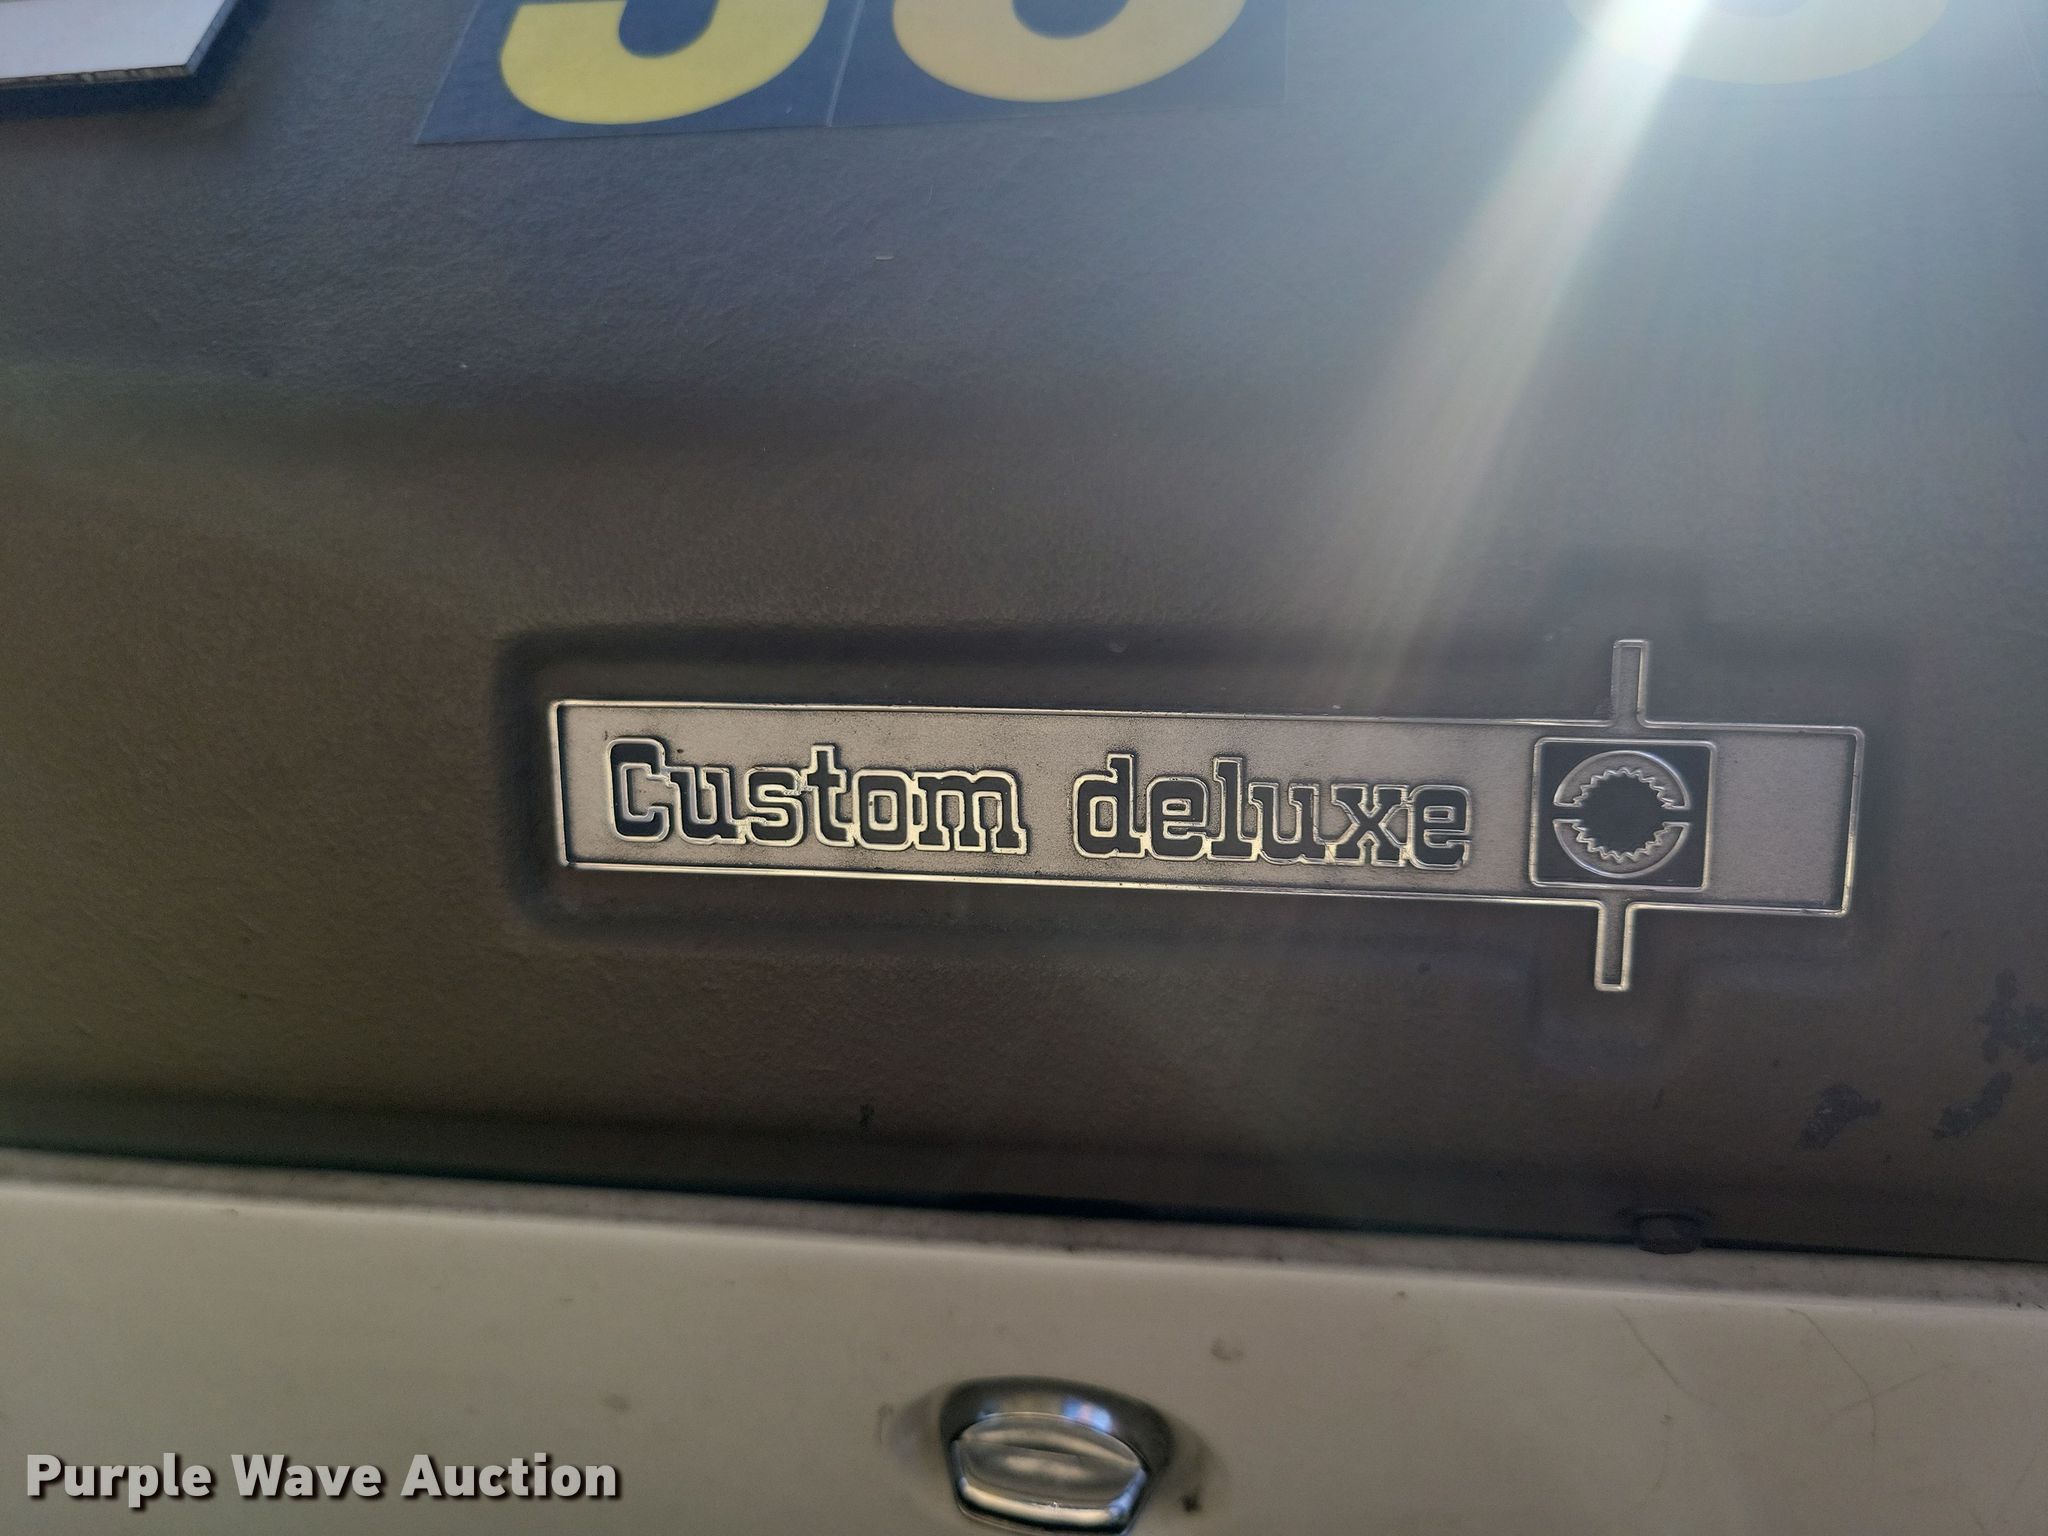 Custom deluxe
Purple Wave Auction